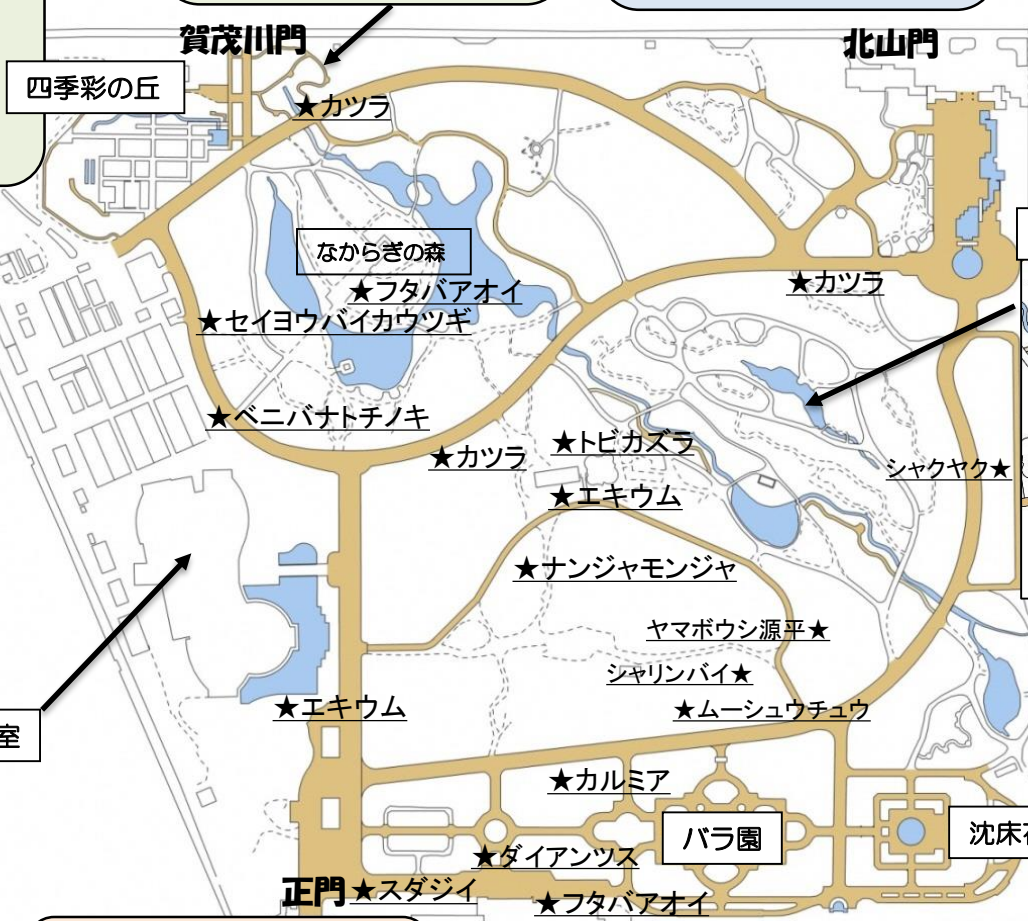 賀茂川門
北山門
四季彩の丘
★カツラ
なからぎの森
★カツラ
★フタバアオイ
★セイヨウバイカウツギ
★ベニバナトチノキ
★カツラ
★トビカズラ
シャクヤク★
★エキウム
★ナンジャモンジャ
ヤマボウシ源平★
シャリンバイ★
★エキウム
★ムーシュウチュウ
室
★カルミア
バラ園
沈床
★ダイアンツス
正門
★スダジイ
★フタバアオイ